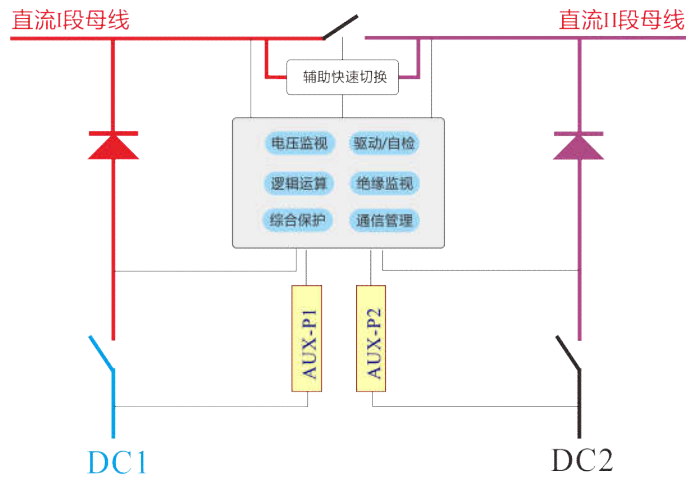 直流I段母线
直流II段母线
辅助快速切换
电压监视
驱动/自检
逻辑运算
绝缘监视
综合保护
通信管理
AUX-P1
AUX-P2
DC1
DC2